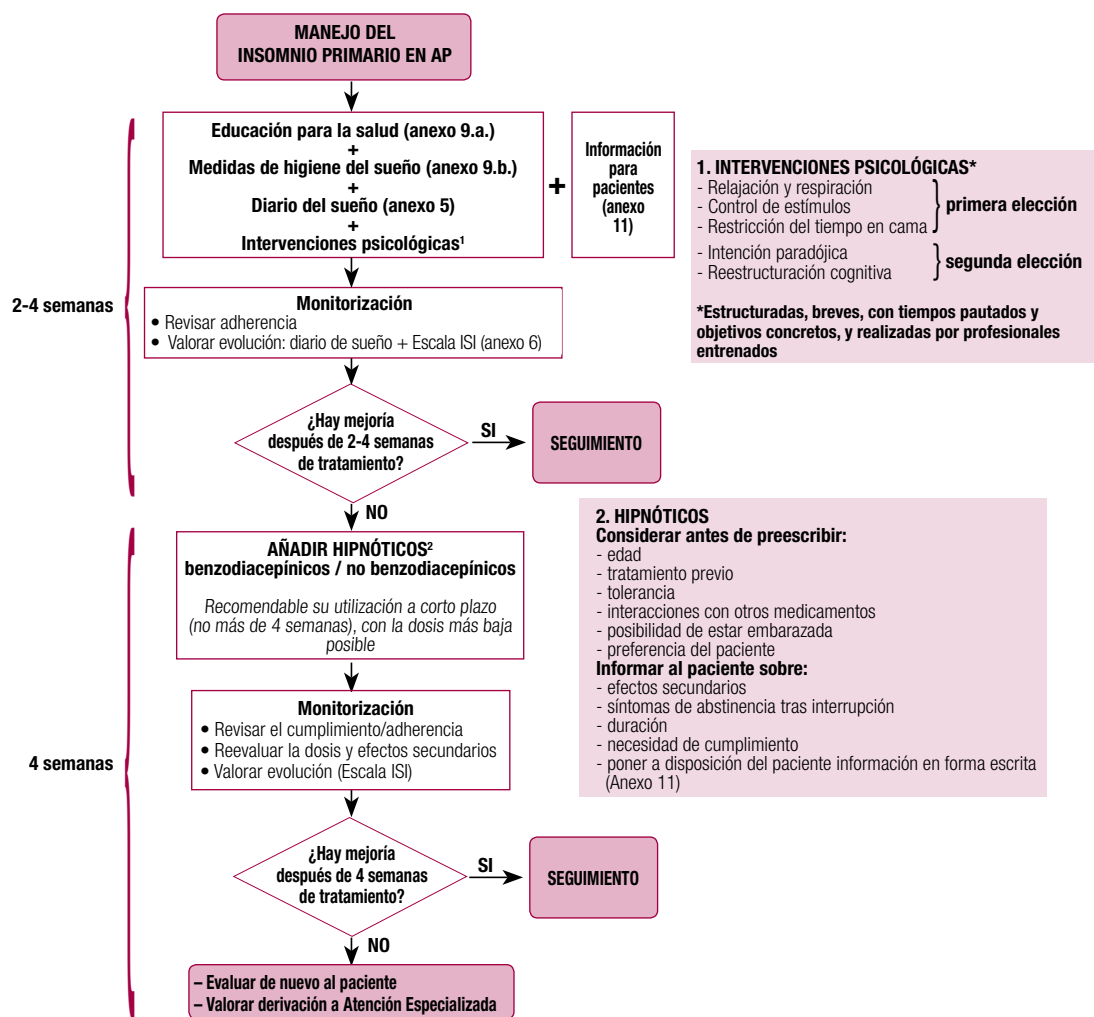 MANEJO DEL
INSOMNIO PRIMARIO EN AP
2-4 semanas
Educación para la salud (anexo 9.a.)
+
Medidas de higiene del sueño (anexo 9.b.)
+
Diario del sueño (anexo 5)
+
Intervenciones psicológicas¹
+
Información
para
pacientes
(anexo
11)
1. INTERVENCIONES PSICOLÓGICAS*
- Relajación y respiración
- Control de estímulos
- Restricción del tiempo en cama
primera elección
- Intención paradójica
- Reestructuración cognitiva
segunda elección
*Estructuradas, breves, con tiempos pautados y
objetivos concretos, y realizadas por profesionales
entrenados
Monitorización
• Revisar adherencia
• Valorar evolución: diario de sueño + Escala ISI (anexo 6)
¿Hay mejoría
después de 2-4 semanas
de tratamiento?
SI
SEGUIMIENTO
NO
4 semanas
AÑADIR HIPNÓTICOS²
benzodiacepínicos / no benzodiacepínicos
Recomendable su utilización a corto plazo
(no más de 4 semanas), con la dosis más baja
posible
2. HIPNÓTICOS
Considerar antes de preescribir:
- edad
- tratamiento previo
- tolerancia
- interacciones con otros medicamentos
- posibilidad de estar embarazada
- preferencia del paciente
Informar al paciente sobre:
- efectos secundarios
- síntomas de abstinencia tras interrupción
- duración
- necesidad de cumplimiento
- poner a disposición del paciente información en forma escrita
(Anexo 11)
Monitorización
• Revisar el cumplimiento/adherencia
• Reevaluar la dosis y efectos secundarios
• Valorar evolución (Escala ISI)
¿Hay mejoría
después de 4 semanas
de tratamiento?
SI
SEGUIMIENTO
NO
– Evaluar de nuevo al paciente
– Valorar derivación a Atención Especializada